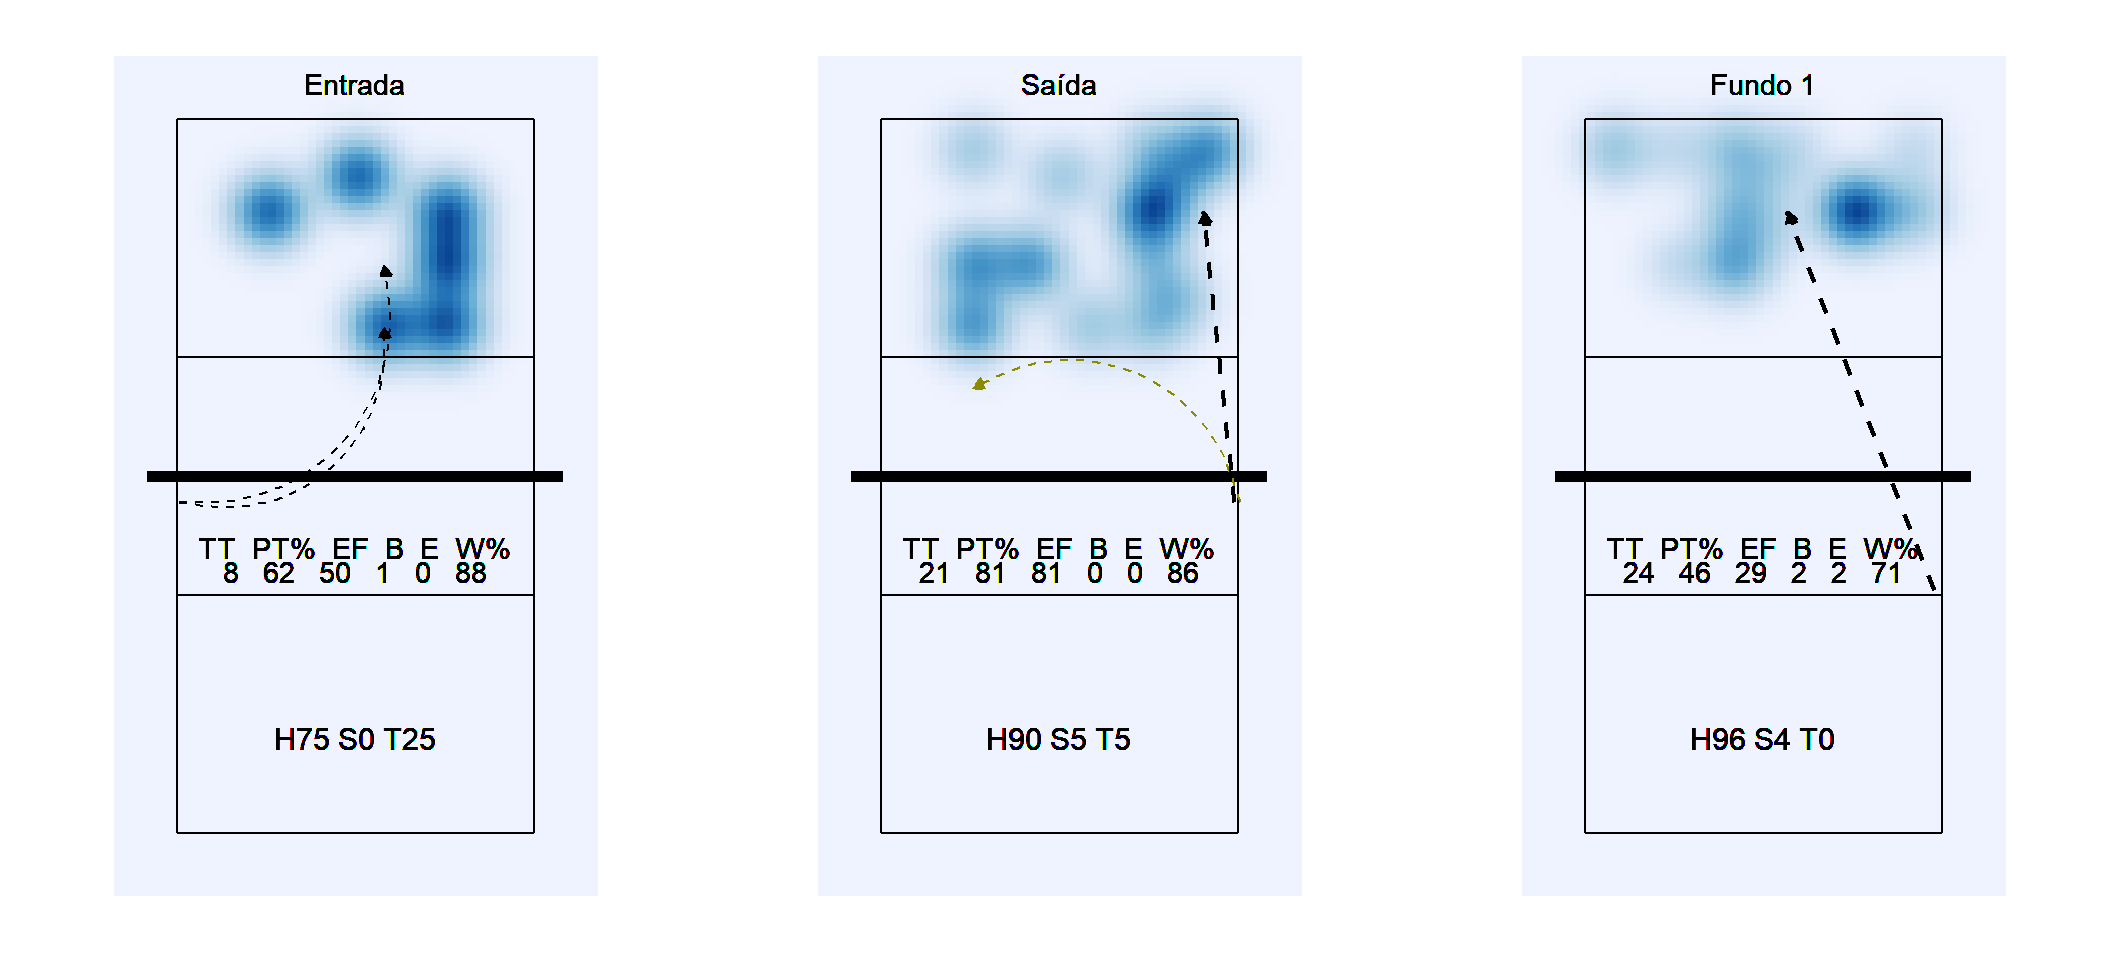 Entrada
TT PT% EF B E W%
8 62 50 1 0 88
H75 S0 T25
Saída
TT PT% EF B E W%
21 81 81 0 0 86
H90 S5 T5
Fundo 1
TT PT% EF B E W%
24 46 29 2 2 71
H96 S4 T0